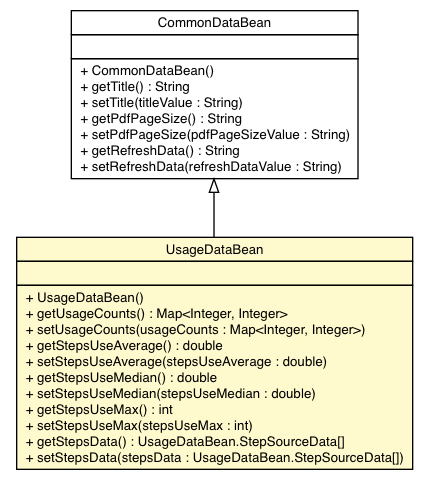 CommonDataBean
+ CommonDataBean()
+ getTitle() : String
+ setTitle(titleValue : String)
+ getPdfPageSize() : String
+ setPdfPageSize(pdfPageSizeValue : String)
+ getRefreshData() : String
+ setRefreshData(refreshDataValue : String)
UsageDataBean
+ UsageDataBean()
+ getUsageCounts() : Map<Integer, Integer>
+ setUsageCounts(usageCounts : Map<Integer, Integer>)
+ getStepsUseAverage() : double
+ setStepsUseAverage(stepsUseAverage : double)
+ getStepsUseMedian() : double
+ setStepsUseMedian(stepsUseMedian : double)
+ getStepsUseMax() : int
+ setStepsUseMax(stepsUseMax : int)
+ getStepsData() : UsageDataBean.StepSourceData[]
+ setStepsData(stepsData : UsageDataBean.StepSourceData[])